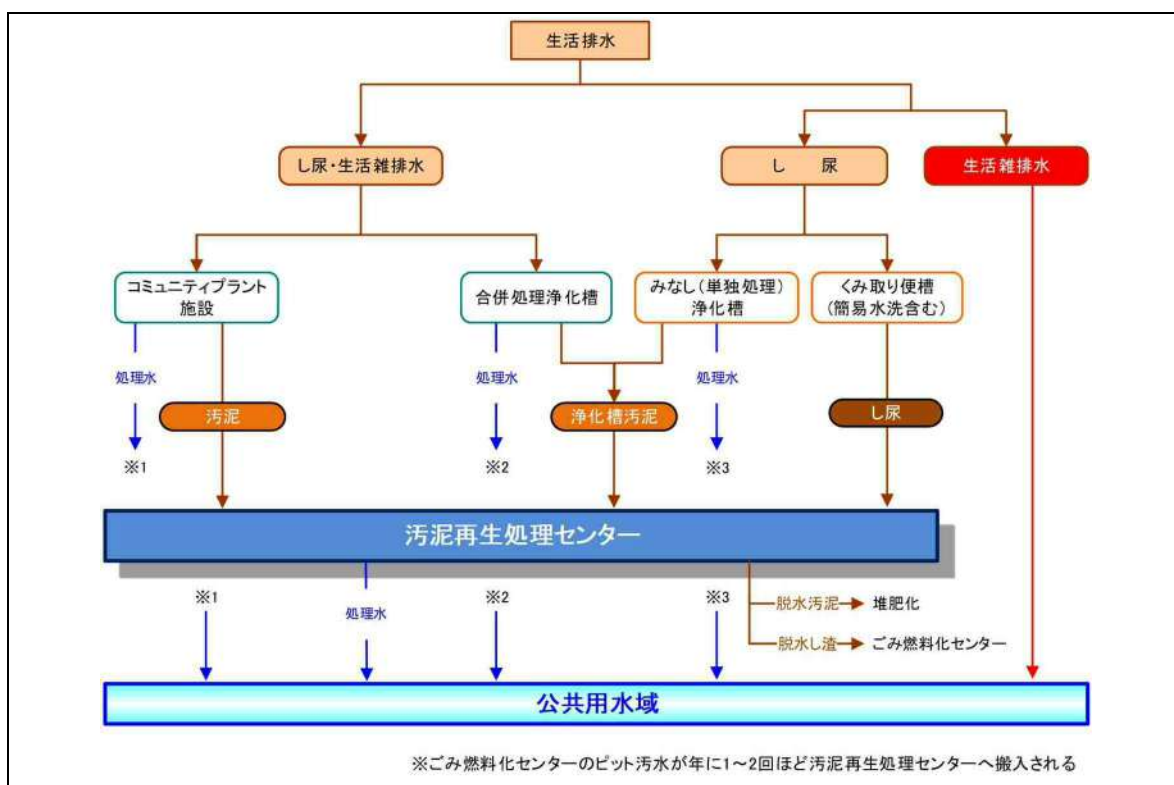 生活排水
し尿・生活雑排水
し　尿
生活雑排水
コミュニティプラント
施設
合併処理浄化槽
みなし(単独処理)
浄化槽
くみ取り便槽
(簡易水洗含む)
処理水
処理水
処理水
汚泥
浄化槽汚泥
し尿
※1
※2
※3
汚泥再生処理センター
※1
処理水
※2
※3
脱水汚泥
堆肥化
脱水し渣
ごみ燃料化センター
公共用水域
※ごみ燃料化センターのピット汚水が年に1～2回ほど汚泥再生処理センターへ搬入される